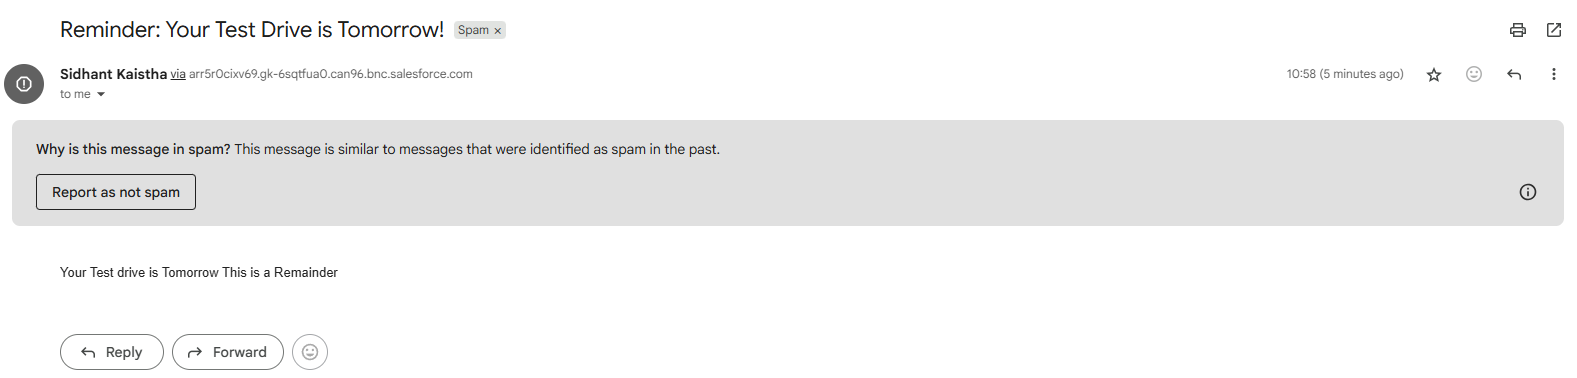 Reminder: Your Test Drive is Tomorrow! Spam ×
Sidhant Kaistha via arr5r0cixv69.gk-6sqtfua0.can96.bnc.salesforce.com 10:58 (5 minutes ago)
to me
Why is this message in spam? This message is similar to messages that were identified as spam in the past.
Report as not spam
Your Test drive is Tomorrow This is a Remainder
Reply Forward